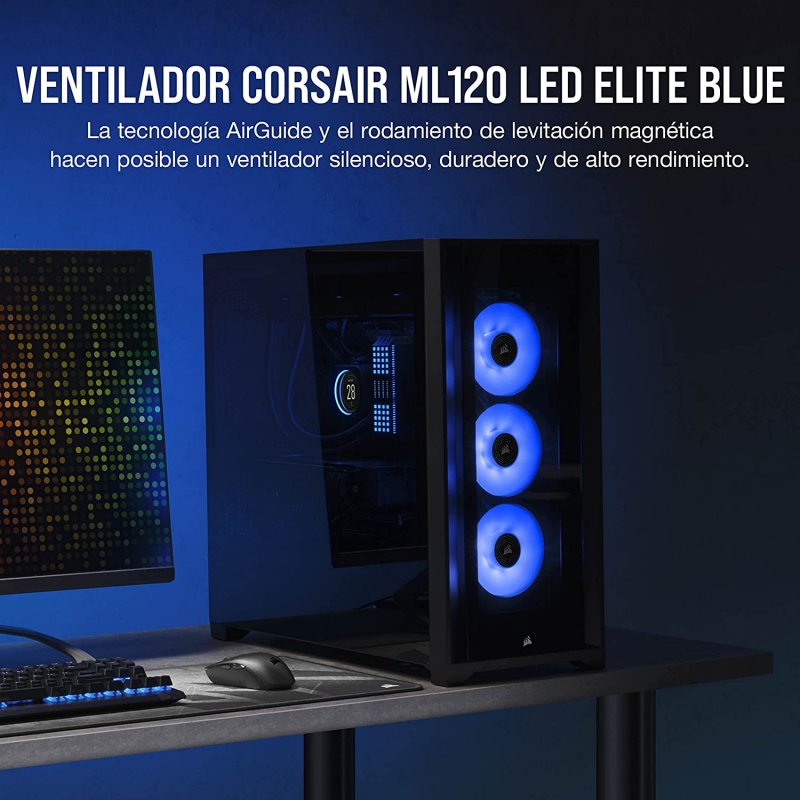 VENTILADOR CORSAIR ML120 LED ELITE BLUE
La tecnología AirGuide y el rodamiento de levitación magnética
hacen posible un ventilador silencioso, duradero y de alto rendimiento.
28